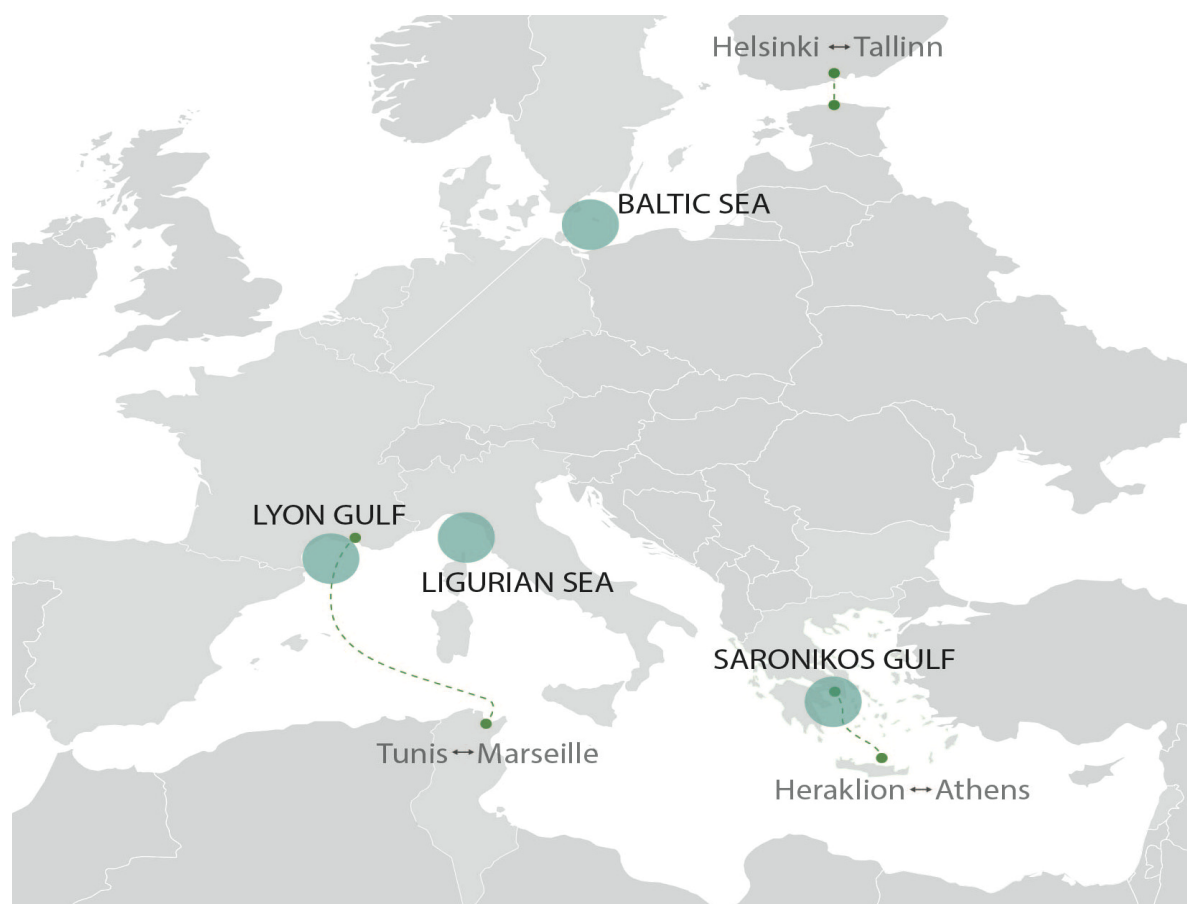 Helsinki ↔ Tallinn
BALTIC SEA
LYON GULF
LIGURIAN SEA
SARONIKOS GULF
Tunis ↔ Marseille
Heraklion ↔ Athens